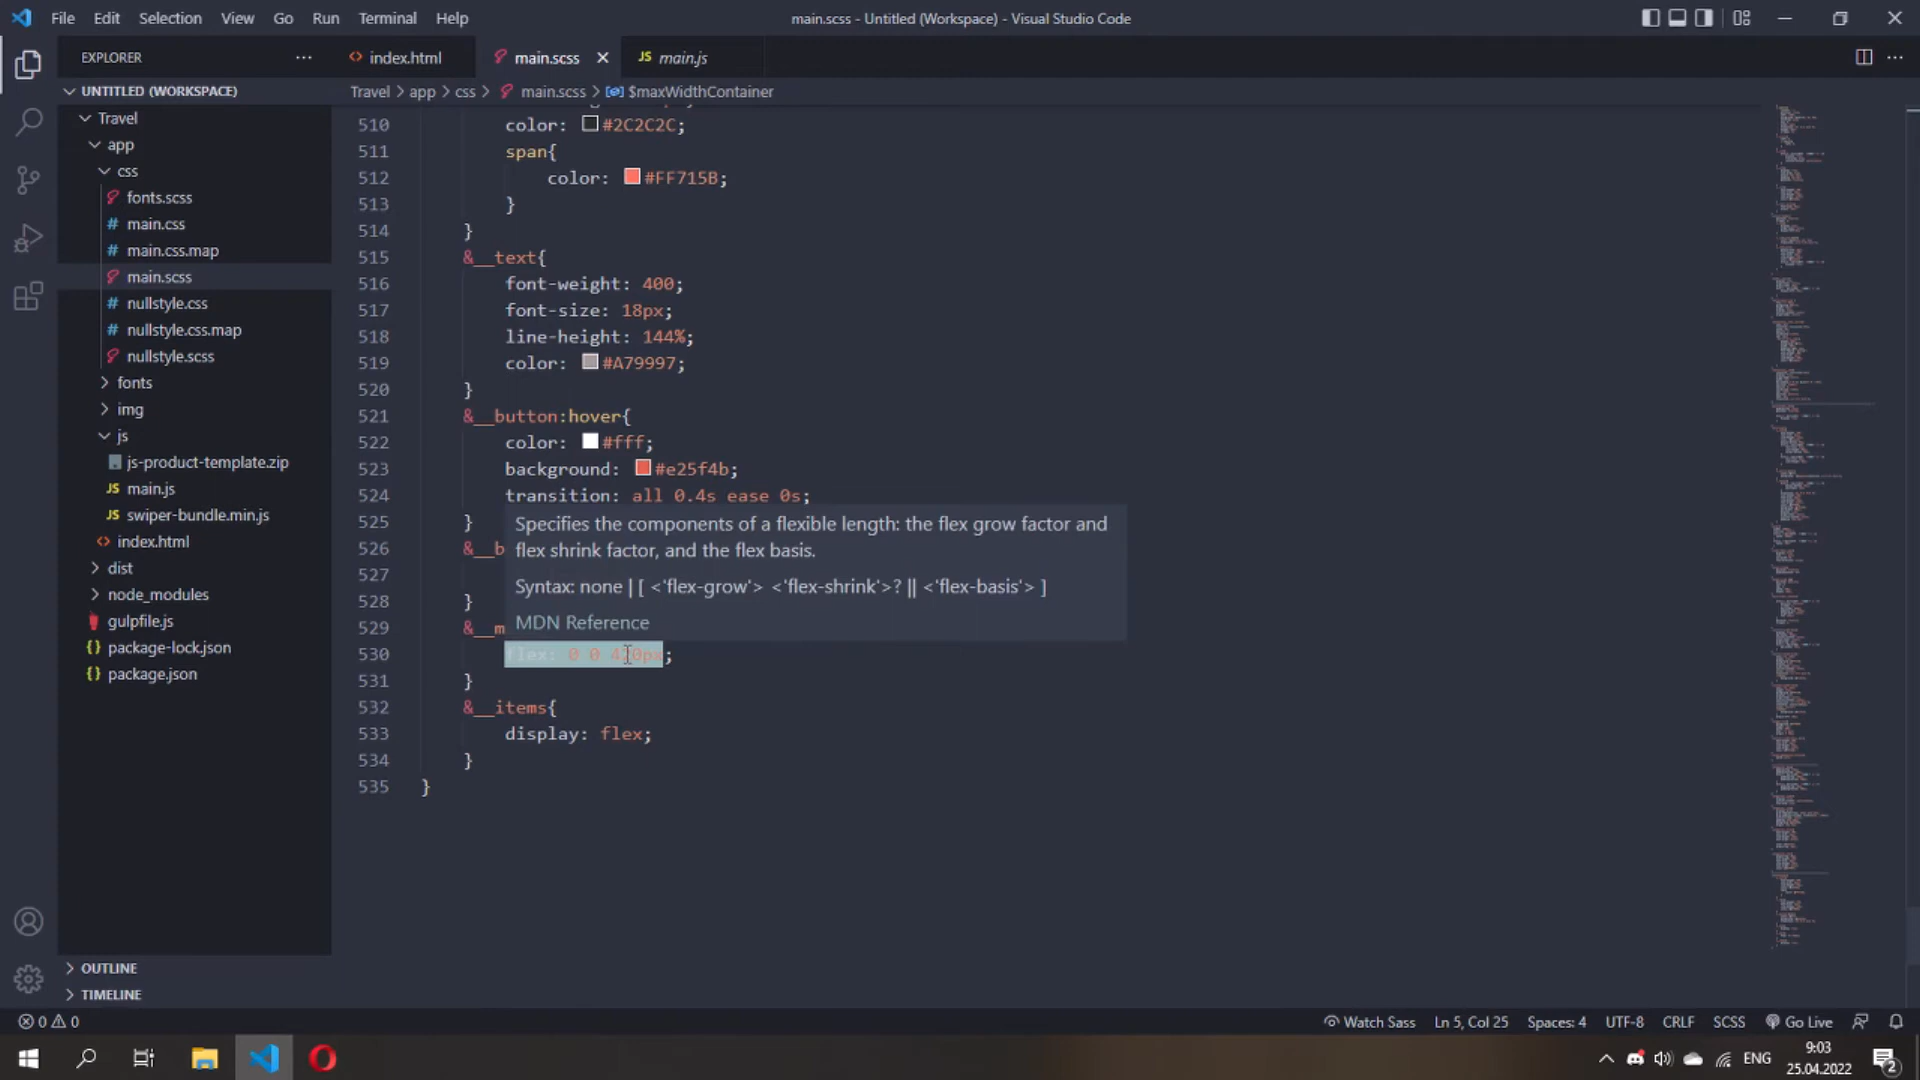 File Edit Selection View Go Run Terminal Help
main.scss - Untitled (Workspace) - Visual Studio Code
EXPLORER
index.html
main.scss
JS main.js
UNTITLED (WORKSPACE)
Travel > app > css > main.scss > $maxWidthContainer
Travel
app
css
fonts.scss
# main.css
# main.css.map
main.scss
# nullstyle.css
# nullstyle.css.map
nullstyle.scss
fonts
img
js
js-product-template.zip
JS main.js
JS swiper-bundle.min.js
index.html
dist
node_modules
gulpfile.js
{} package-lock.json
{} package.json
OUTLINE
TIMELINE
510 color: #2C2C2C;
511 span{
512 color: #FF715B;
513 }
514 }
515 &__text{
516 font-weight: 400;
517 font-size: 18px;
518 line-height: 144%;
519 color: #A79997;
520 }
521 &__button:hover{
522 color: #fff;
523 background: #e25f4b;
524 transition: all 0.4s ease 0s;
525 }
526 &__b
527
528 }
529 &__m
530 flex: 0 0 4
531 }
532 &__items{
533 display: flex;
534 }
535 }
Specifies the components of a flexible length: the flex grow factor and
flex shrink factor, and the flex basis.
Syntax: none | [ <'flex-grow'> <'flex-shrink'>? || <'flex-basis'> ]
MDN Reference
0 0
Watch Sass
Ln 5, Col 25
Spaces: 4
UTF-8
CRLF
SCSS
Go Live
ENG
9:03
25.04.2022
2